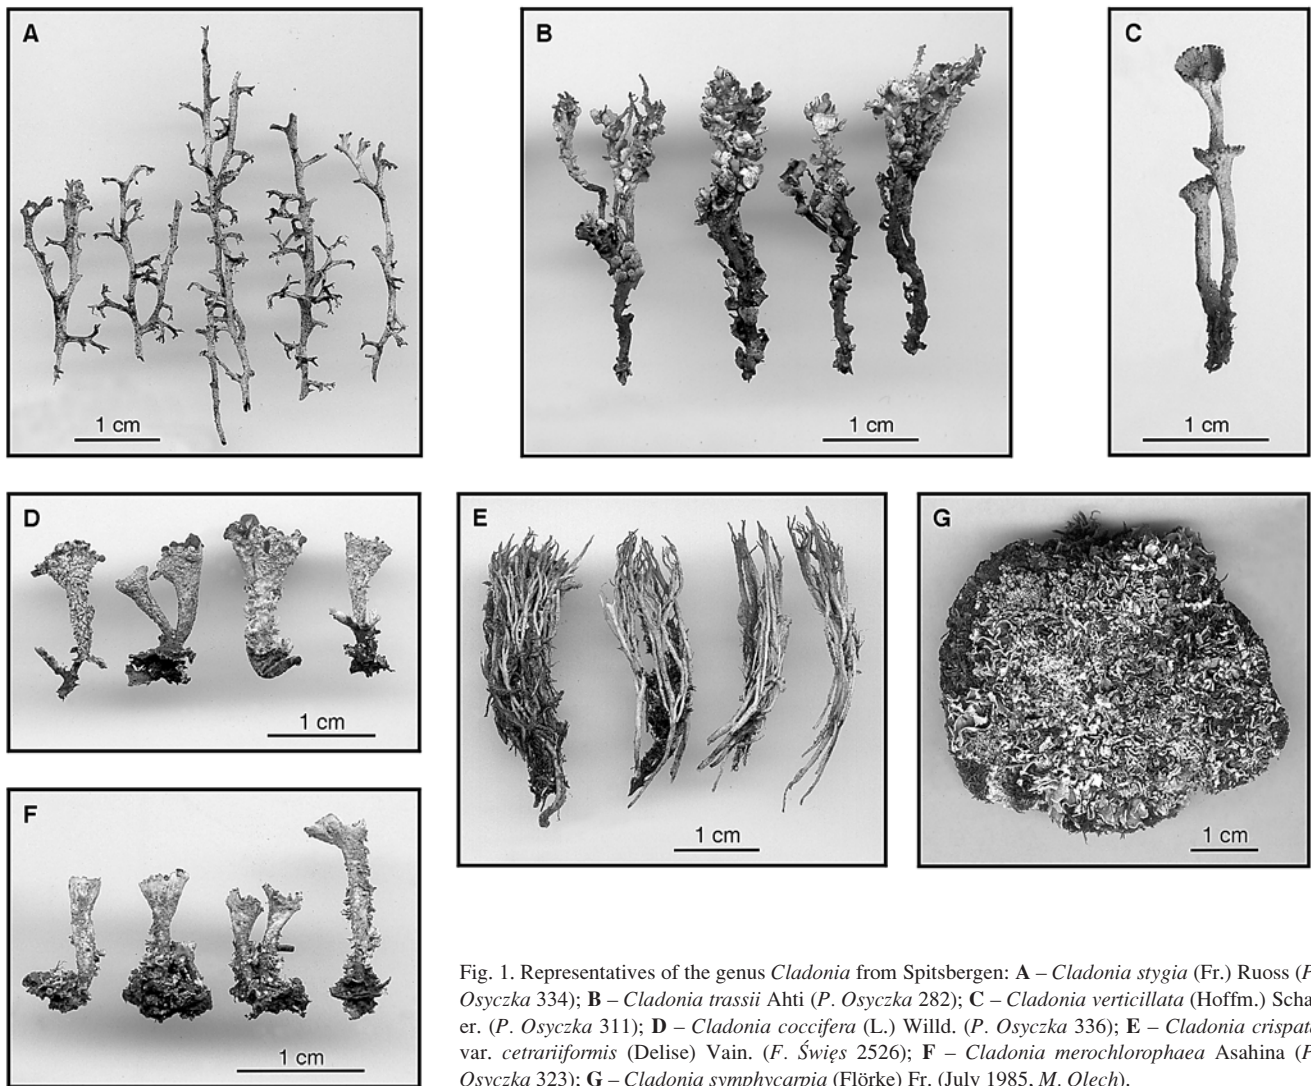 A
B
C
1 cm
1 cm
1 cm
D
E
G
1 cm
F
1 cm
1 cm
1 cm
Fig. 1. Representatives of the genus Cladonia from Spitsbergen: A – Cladonia stygia (Fr.) Ruoss (P.
Osyczka 334); B – Cladonia trassii Ahti (P. Osyczka 282); C – Cladonia verticillata (Hoffm.) Scha
er. (P. Osyczka 311); D – Cladonia coccifera (L.) Willd. (P. Osyczka 336); E – Cladonia crispata
var. cetrariiformis (Delise) Vain. (F. Święs 2526); F – Cladonia merochlorophaea Asahina (P.
Osyczka 323); G – Cladonia symphycarpia (Flörke) Fr. (July 1985, M. Olech).